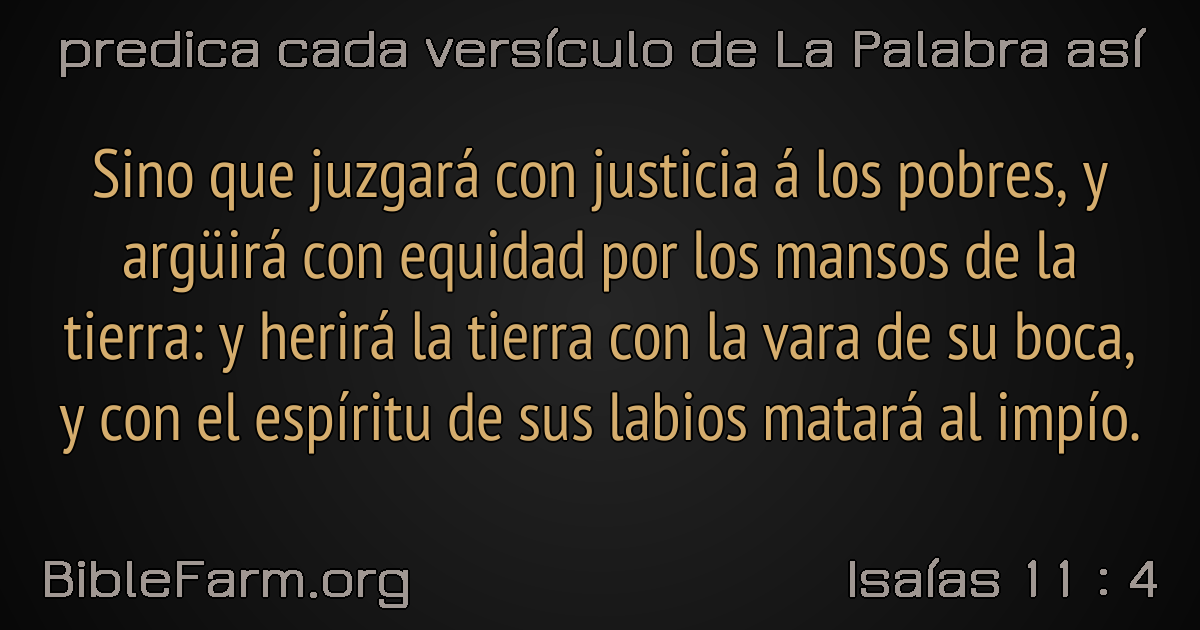 predica cada versículo de La Palabra así
Sino que juzgará con justicia á los pobres, y
argüirá con equidad por los mansos de la
tierra: y herirá la tierra con la vara de su boca,
y con el espíritu de sus labios matará al impío.
BibleFarm.org
Isaías 11 : 4